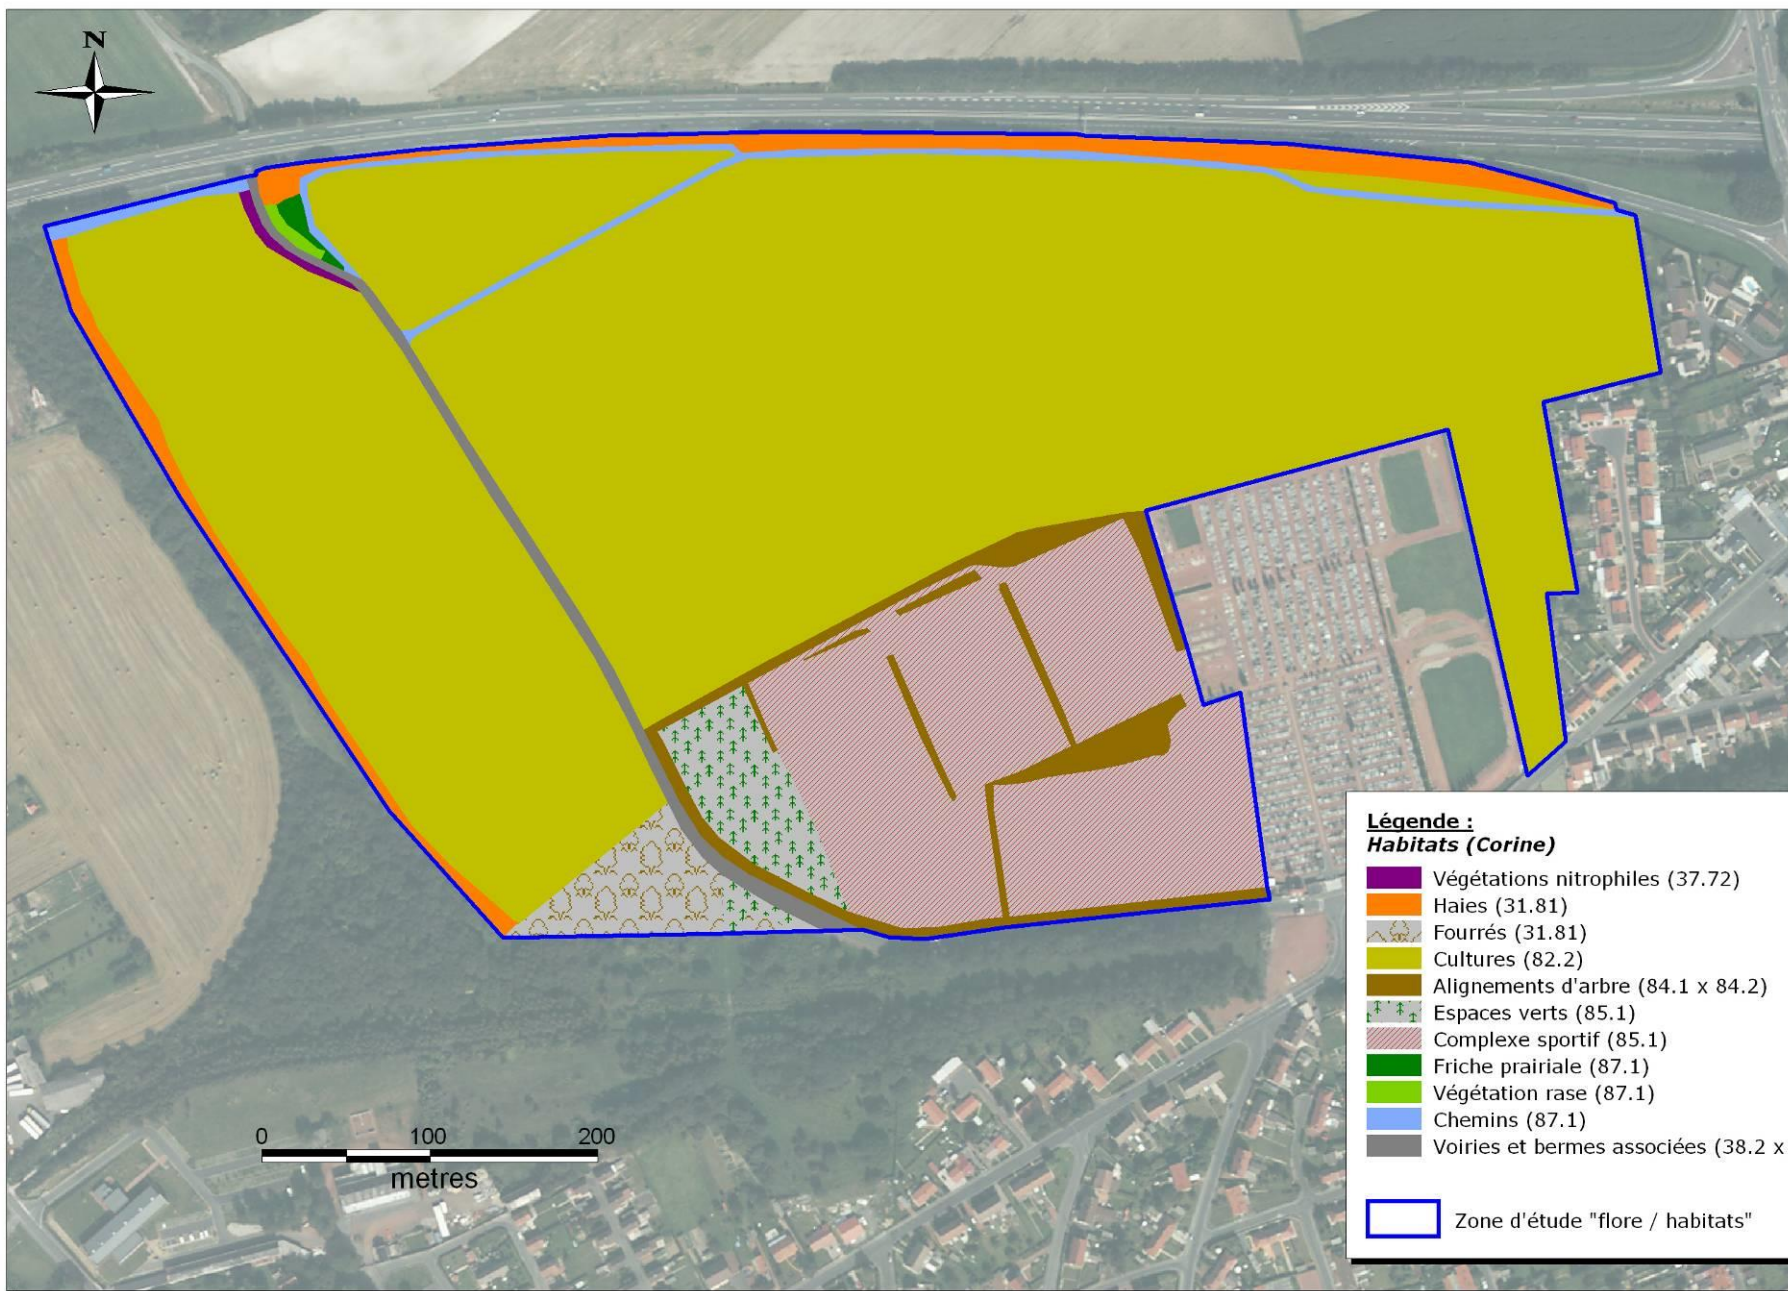 N
Légende :
Habitats (Corine)
Végétations nitrophiles (37.72)
Haies (31.81)
Fourrés (31.81)
Cultures (82.2)
Alignements d'arbre (84.1 x 84.2)
Espaces verts (85.1)
Complexe sportif (85.1)
Friche prairiale (87.1)
Végétation rase (87.1)
Chemins (87.1)
Voiries et bermes associées (38.2 x
Zone d'étude "flore / habitats"
0 100 200
metres